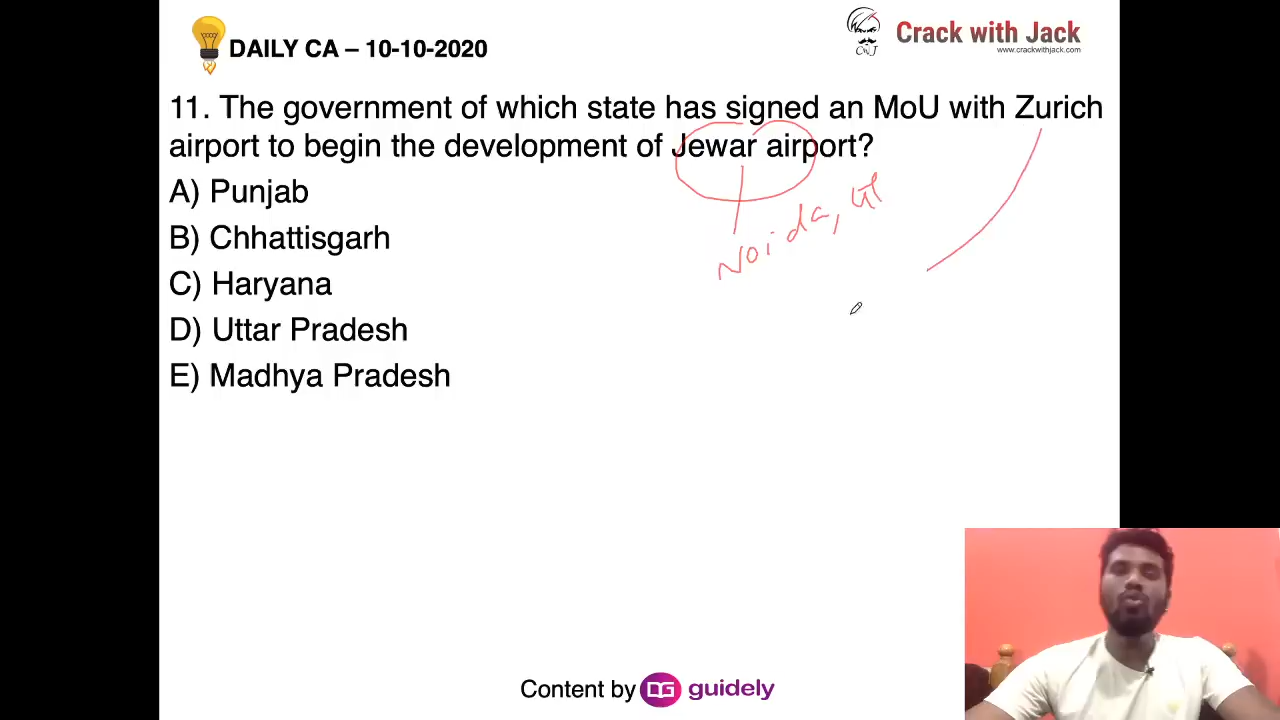 DAILY CA – 10-10-2020
Crack with Jack
www.crackwithjack.com
CwJ
11. The government of which state has signed an MoU with Zurich
airport to begin the development of Jewar airport?
Noida, UP
A) Punjab
B) Chhattisgarh
C) Haryana
D) Uttar Pradesh
E) Madhya Pradesh
Content by guidely